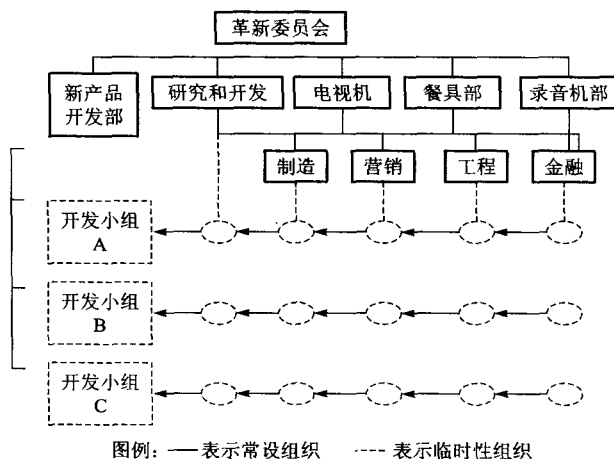 革新委员会
新产品
开发部
研究和开发
电视机
餐具部
录音机部
制造
营销
工程
金融
开发小组
A
开发小组
B
开发小组
C
图例：——表示常设组织 ----表示临时性组织